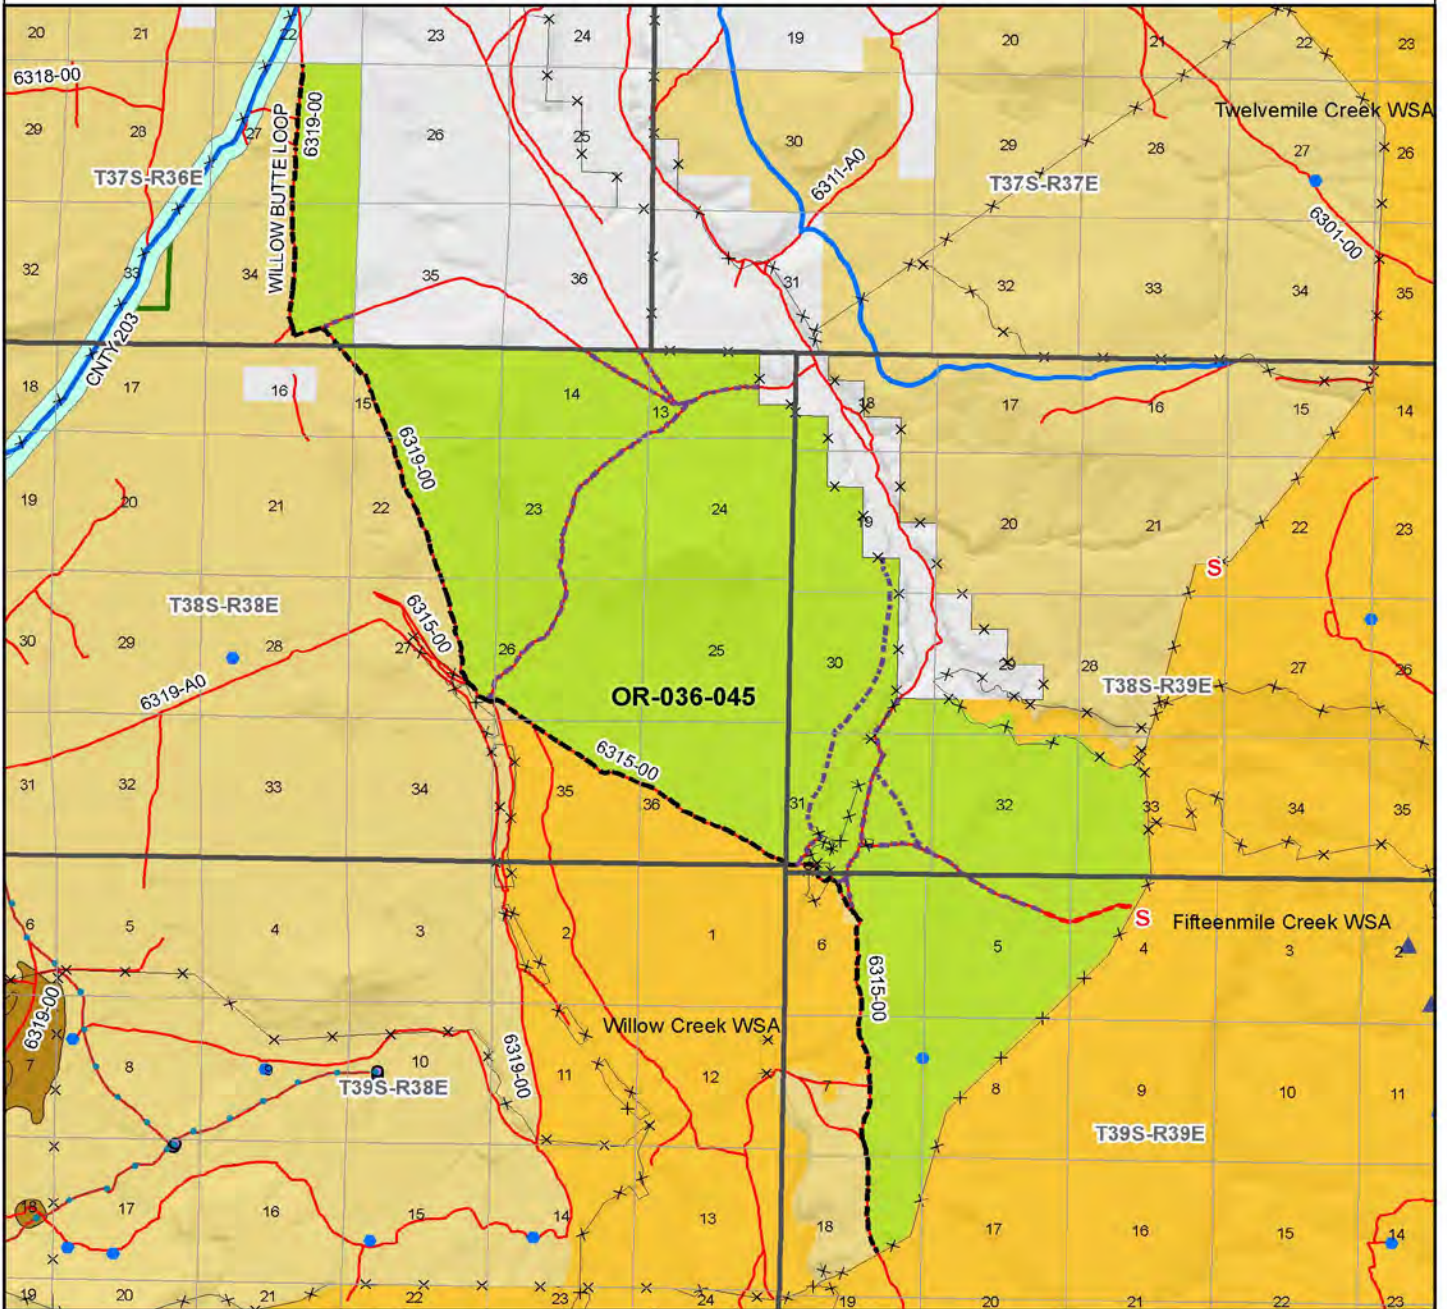 20 21 22 23 24 19 20 21 22 23
6318-00
WILLOW BUTTE LOOP
6319-00
Twelvemile Creek WSA
29 28 27 26 25 30 29 28 27 26
T37S-R36E
6311-A0
T37S-R37E
6301-00
32 33 34 35 36 31 32 33 34 35
CNTY 203
18 17 16 15 14 13 18 17 16 15 14
6319-00
19 20 21 22 23 24 19 20 21 22 23
S
T38S-R38E
6315-00
30 29 28 27 26 25 30 29 28 27 26
T38S-R39E
6319-A0
OR-036-045
6315-00
31 32 33 34 35 36 31 32 33 34 35
S
Fifteenmile Creek WSA
6 5 4 3 2 1 6 5 4 3 2
6315-00
6319-00
Willow Creek WSA
6319-00
7 8 9 10 11 12 7 8 9 10 11
T39S-R38E
T39S-R39E
18 17 16 15 14 13 18 17 16 15 14
19 20 21 22 23 24 19 20 21 22 23